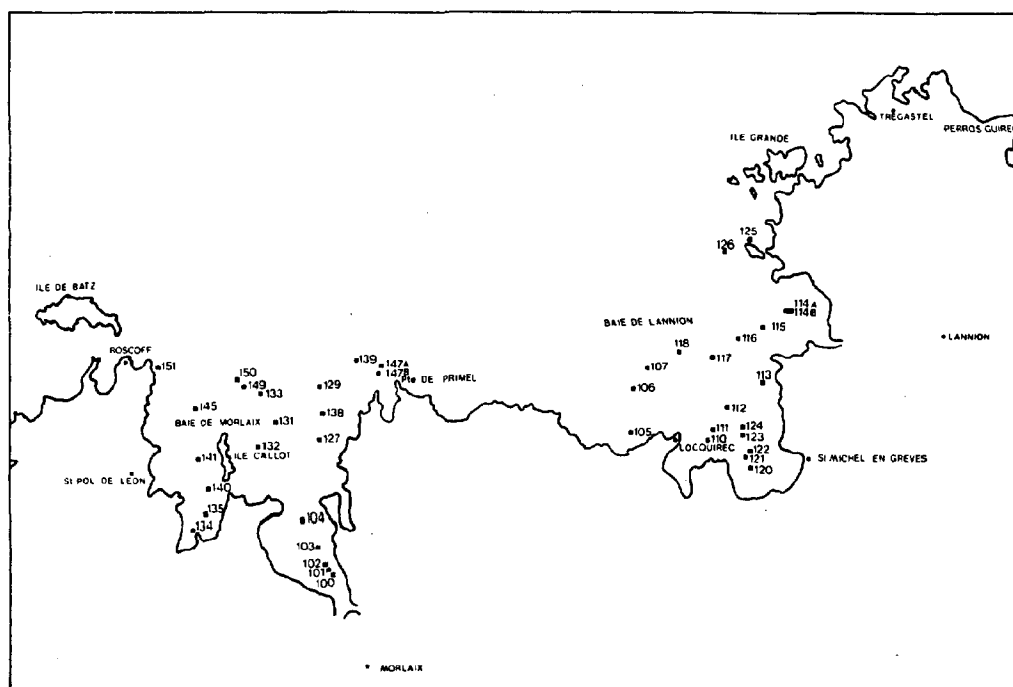 TREGASTEL
PERROS GUIREC
ILE GRANDE
125
126
ILE DE BATZ
114A
114B
BAIE DE LANNION
115
116
LANNION
118
117
ROSCOFF
151
139
147A
147B
Pte DE PRIMEL
107
106
113
150
149
133
129
145
138
112
BAIE DE MORLAIX
131
127
105
111
124
110
123
LOCQUIREC
132
ILE CALLOT
141
122
121
120
ST MICHEL EN GREVES
ST POL DE LEON
140
135
134
104
103
102
101
100
MORLAIX